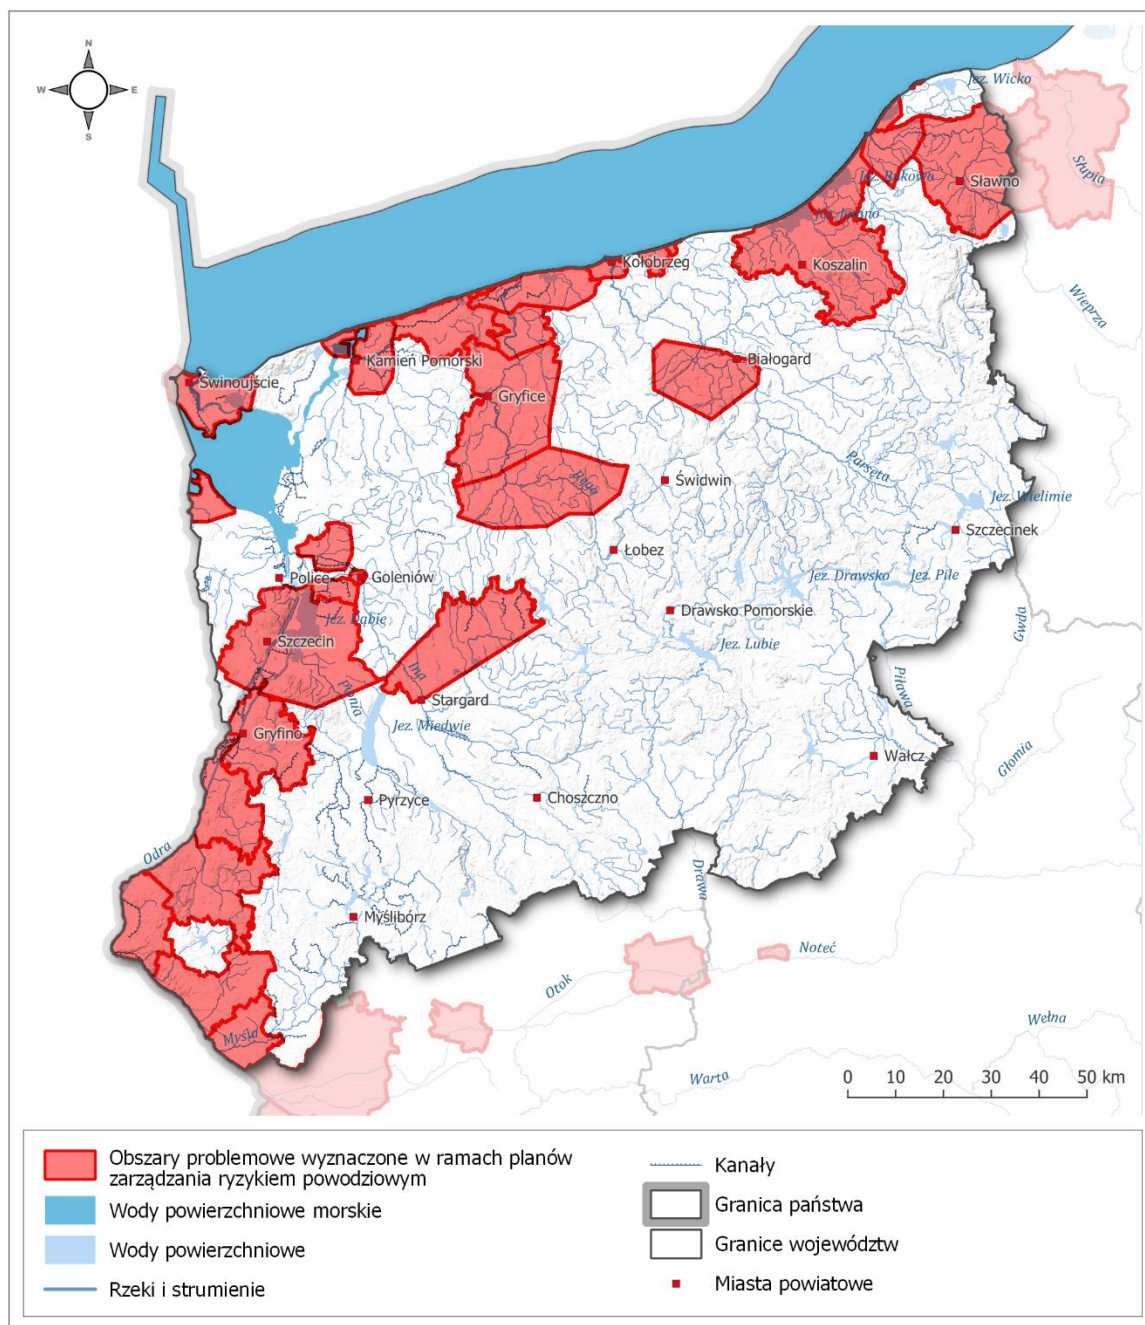 N
W E
S
Jez. Wicko
Słupia
Jez. Bukowo
Sławno
Jez. Jamno
Kołobrzeg
Koszalin
Wieprza
Kamień Pomorski
Białogard
Świnoujście
Gryfice
Parsęta
Rega
Świdwin
Jez. Wielimie
Szczecinek
Łobez
Police
Goleniów
Jez. Drawsko
Jez. Pile
Drawsko Pomorskie
Jez. Dąbie
Gwda
Szczecin
Jez. Lubie
Ina
Piława
Płonia
Stargard
Jez. Miedwie
Gryfino
Wałcz
Głomia
Pyrzyce
Choszczno
Odra
Drawa
Myślibórz
Noteć
Otok
Wełna
Myśla
Warta
0 10 20 30 40 50 km
Obszary problemowe wyznaczone w ramach planów
zarządzania ryzykiem powodziowym
Wody powierzchniowe morskie
Wody powierzchniowe
Rzeki i strumienie
Kanały
Granica państwa
Granice województw
Miasta powiatowe